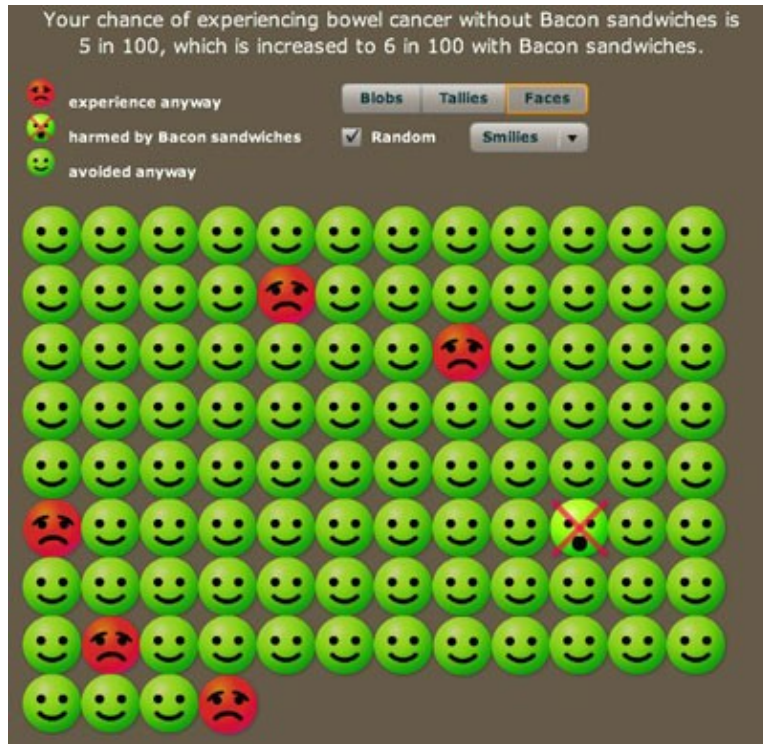 Your chance of experiencing bowel cancer without Bacon sandwiches is
5 in 100, which is increased to 6 in 100 with Bacon sandwiches.
experience anyway
Blobs Tallies Faces
harmed by Bacon sandwiches
Random Smilies
avoided anyway